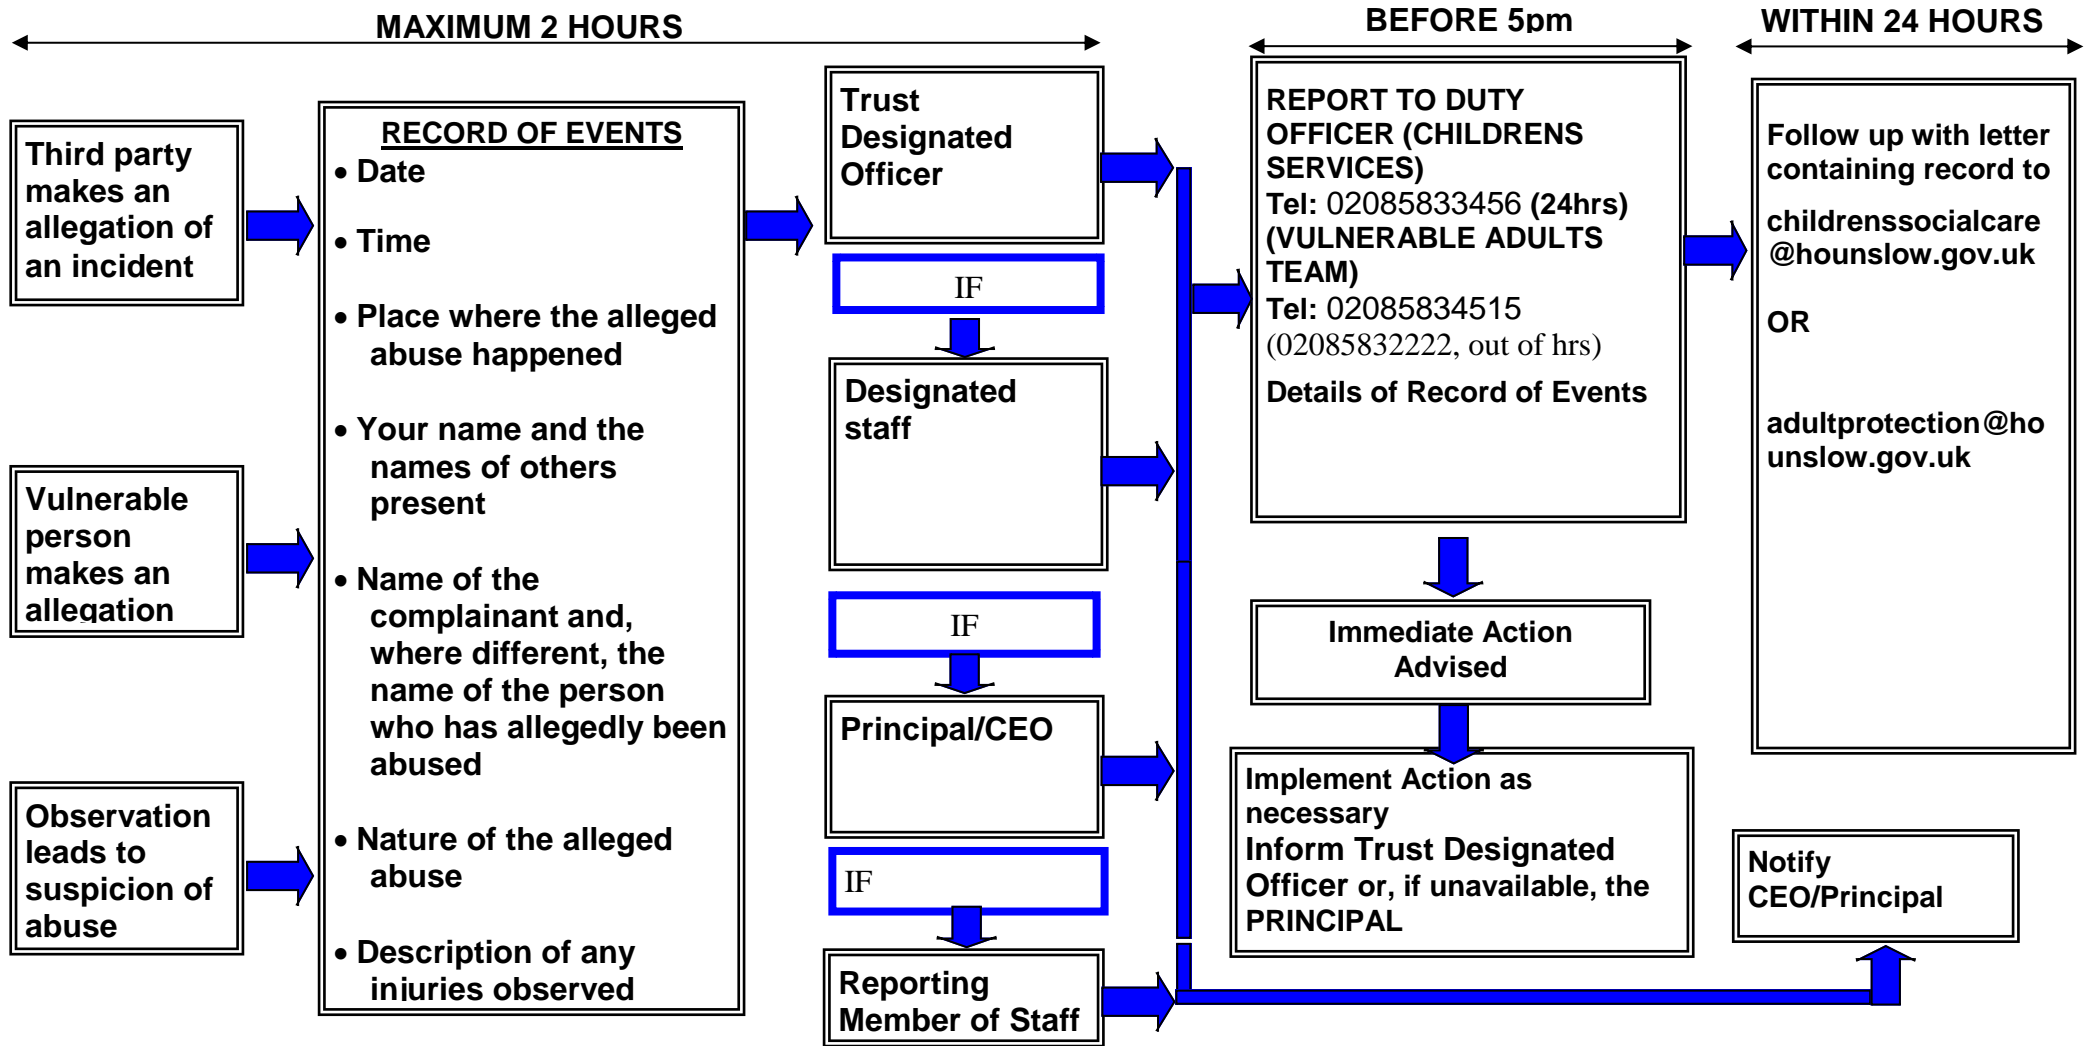 MAXIMUM 2 HOURS
BEFORE 5pm
WITHIN 24 HOURS
Third party
makes an
allegation of
an incident
Vulnerable
person
makes an
allegation
Observation
leads to
suspicion of
abuse
RECORD OF EVENTS
• Date
• Time
• Place where the alleged
abuse happened
• Your name and the
names of others
present
• Name of the
complainant and,
where different, the
name of the person
who has allegedly been
abused
• Nature of the alleged
abuse
• Description of any
injuries observed
Trust
Designated
Officer
IF
Designated
staff
IF
Principal/CEO
IF
Reporting
Member of Staff
REPORT TO DUTY
OFFICER (CHILDRENS
SERVICES)
Tel: 02085833456 (24hrs)
(VULNERABLE ADULTS
TEAM)
Tel: 02085834515
(02085832222, out of hrs)
Details of Record of Events
Immediate Action
Advised
Implement Action as
necessary
Inform Trust Designated
Officer or, if unavailable, the
PRINCIPAL
Follow up with letter
containing record to
childrenssocialcare
@hounslow.gov.uk
OR
adultprotection@ho
unslow.gov.uk
Notify
CEO/Principal